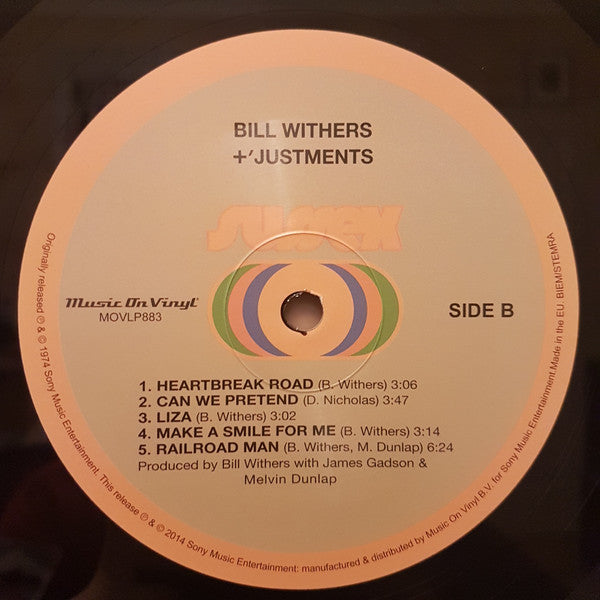 BILL WITHERS
+'JUSTMENTS
SUSSEX
Music On Vinyl
MOVLP883
SIDE B
1. HEARTBREAK ROAD (B. Withers) 3:06
2. CAN WE PRETEND (D. Nicholas) 3:47
3. LIZA (B. Withers) 3:02
4. MAKE A SMILE FOR ME (B. Withers) 3:14
5. RAILROAD MAN (B. Withers, M. Dunlap) 6:24
Produced by Bill Withers with James Gadson &
Melvin Dunlap
Originally released ℗ & © 1974 Sony Music Entertainment. This release ℗ & © 2014 Sony Music Entertainment: manufactured & distributed by Music On Vinyl B.V. for Sony Music Entertainment.Made in the EU. BIEM/STEMRA